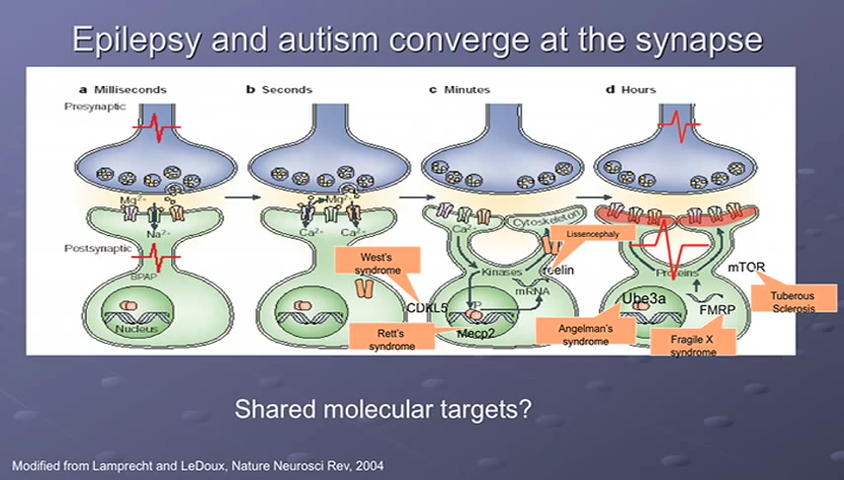 Epilepsy and autism converge at the synapse
a Milliseconds
b Seconds
c Minutes
d Hours
Presynaptic
Mg2+
Mg2+
Na2+
Ca2+
Ca2+
Ca2+
Cytoskeleton
Lissencephaly
Postsynaptic
BPAP
West's
syndrome
Kinases
reelin
mRNA
Proteins
mTOR
Nucleus
CDKL5
Mecp2
Rett's
syndrome
Angelman's
syndrome
Ube3a
FMRP
Fragile X
syndrome
Tuberous
Sclerosis
Shared molecular targets?
Modified from Lamprecht and LeDoux, Nature Neurosci Rev, 2004